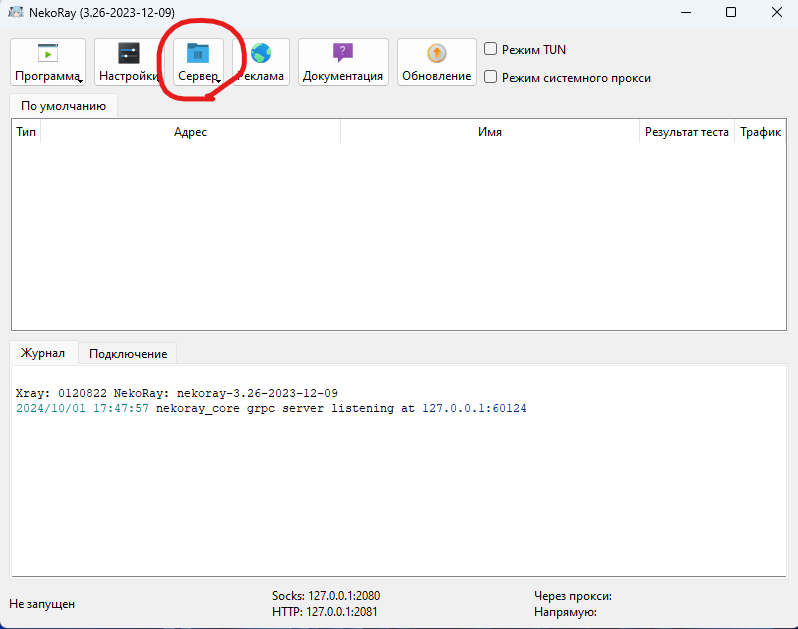 NekoRay (3.26-2023-12-09)
Программа Настройки Сервер Реклама Документация Обновление
Режим TUN
Режим системного прокси
По умолчанию
Тип Адрес Имя Результат теста Трафик
Журнал Подключение
Xray: 0120822 NekoRay: nekoray-3.26-2023-12-09
2024/10/01 17:47:57 nekoray_core grpc server listening at 127.0.0.1:60124
Не запущен
Socks: 127.0.0.1:2080
HTTP: 127.0.0.1:2081
Через прокси:
Напрямую: